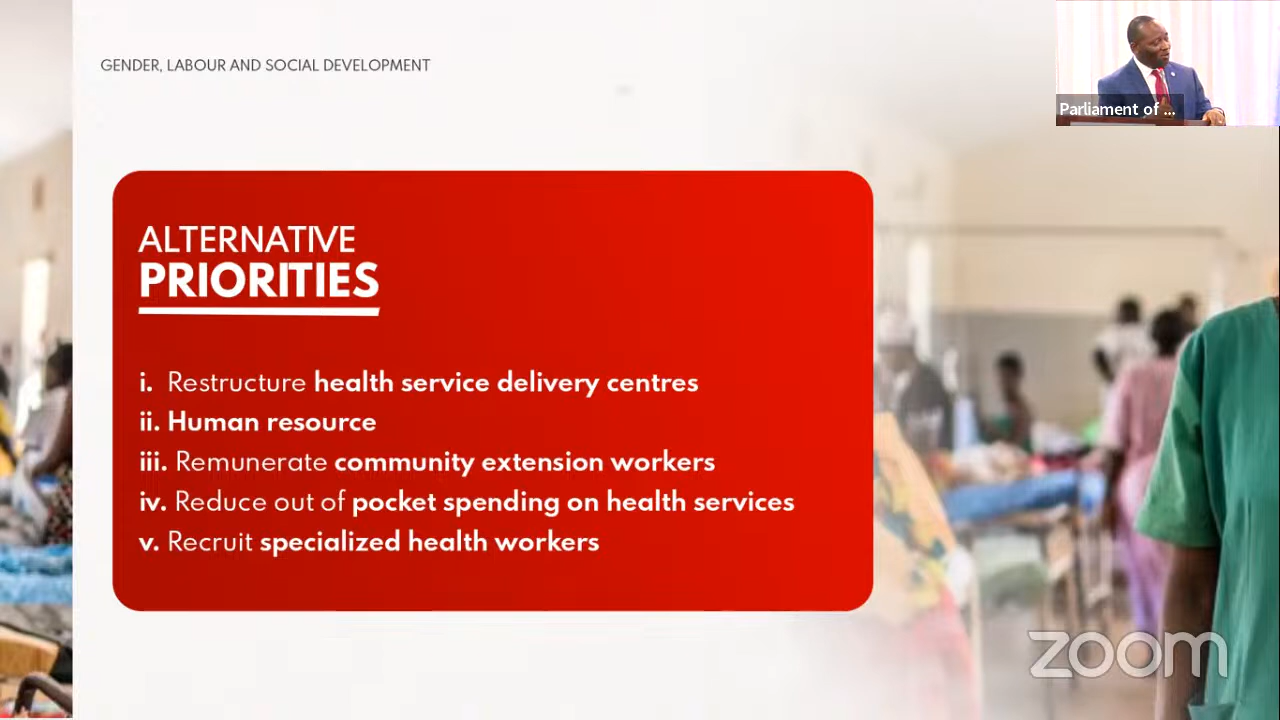 GENDER, LABOUR AND SOCIAL DEVELOPMENT
Parliament of ...
ALTERNATIVE
PRIORITIES
i. Restructure health service delivery centres
ii. Human resource
iii. Remunerate community extension workers
iv. Reduce out of pocket spending on health services
v. Recruit specialized health workers
zoom